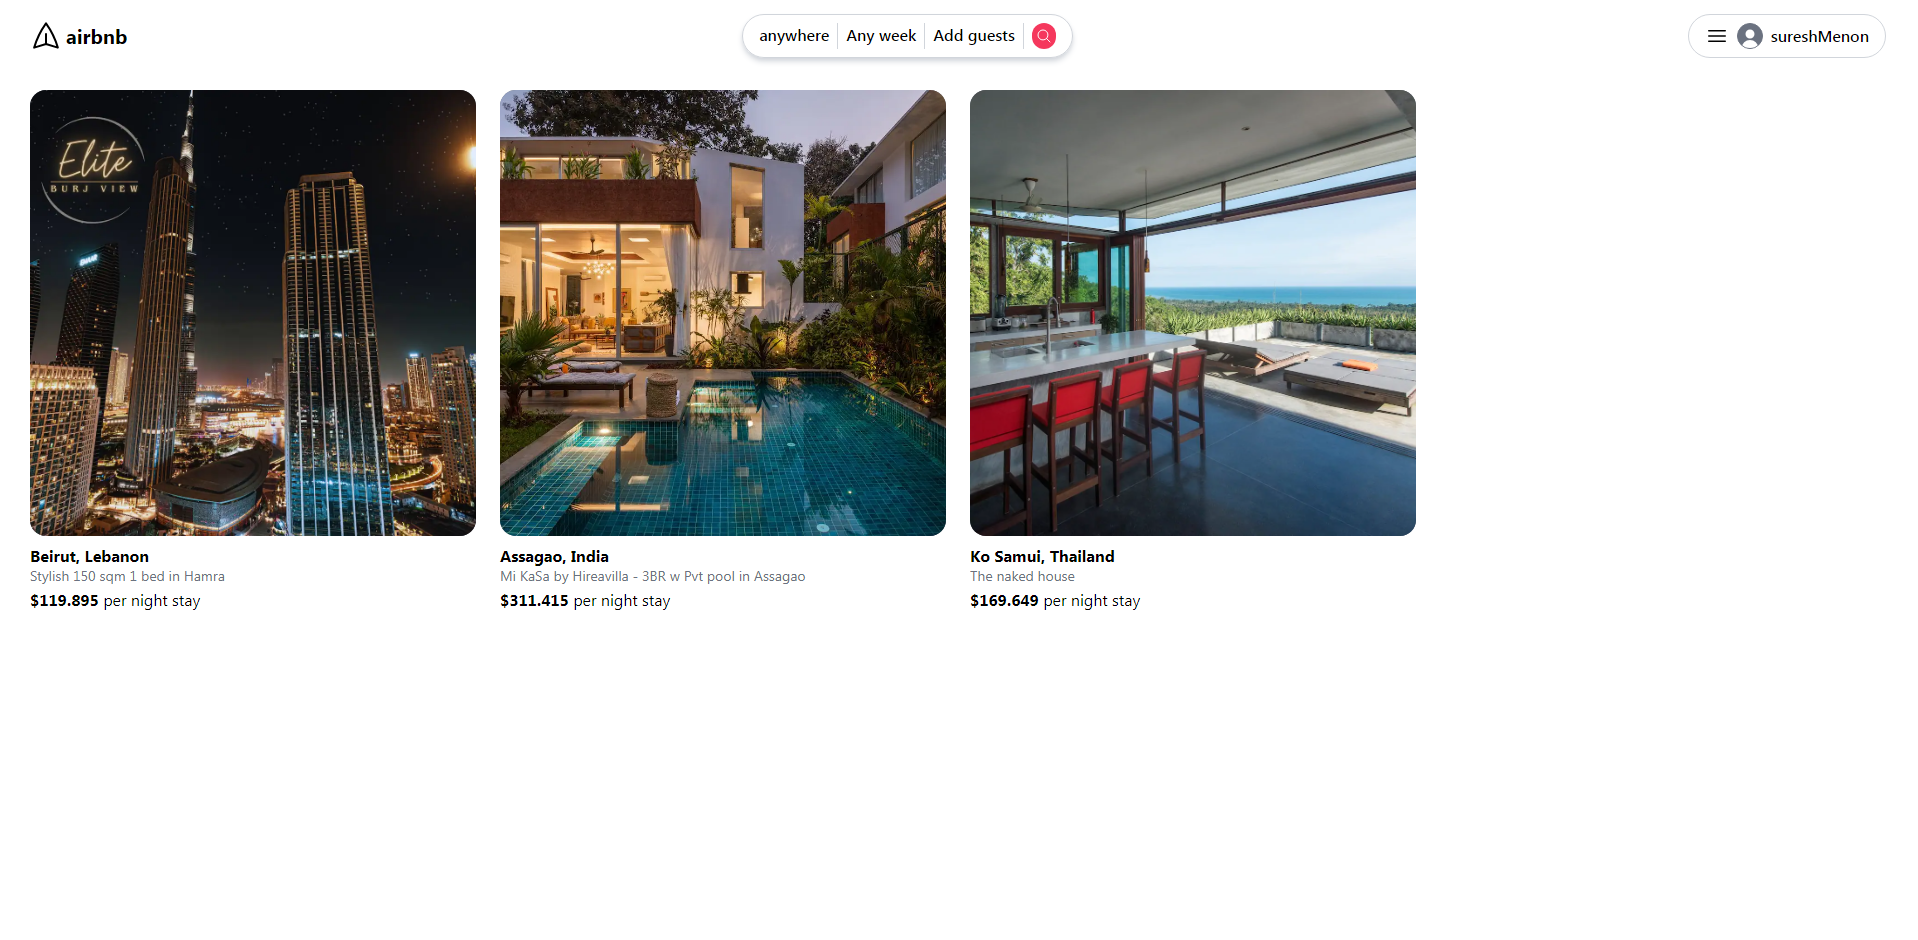 airbnb
anywhere Any week Add guests
sureshMenon
Elite
BURJ VIEW
Beirut, Lebanon
Stylish 150 sqm 1 bed in Hamra
$119.895 per night stay
Assagao, India
Mi KaSa by Hireavilla - 3BR w Pvt pool in Assagao
$311.415 per night stay
Ko Samui, Thailand
The naked house
$169.649 per night stay